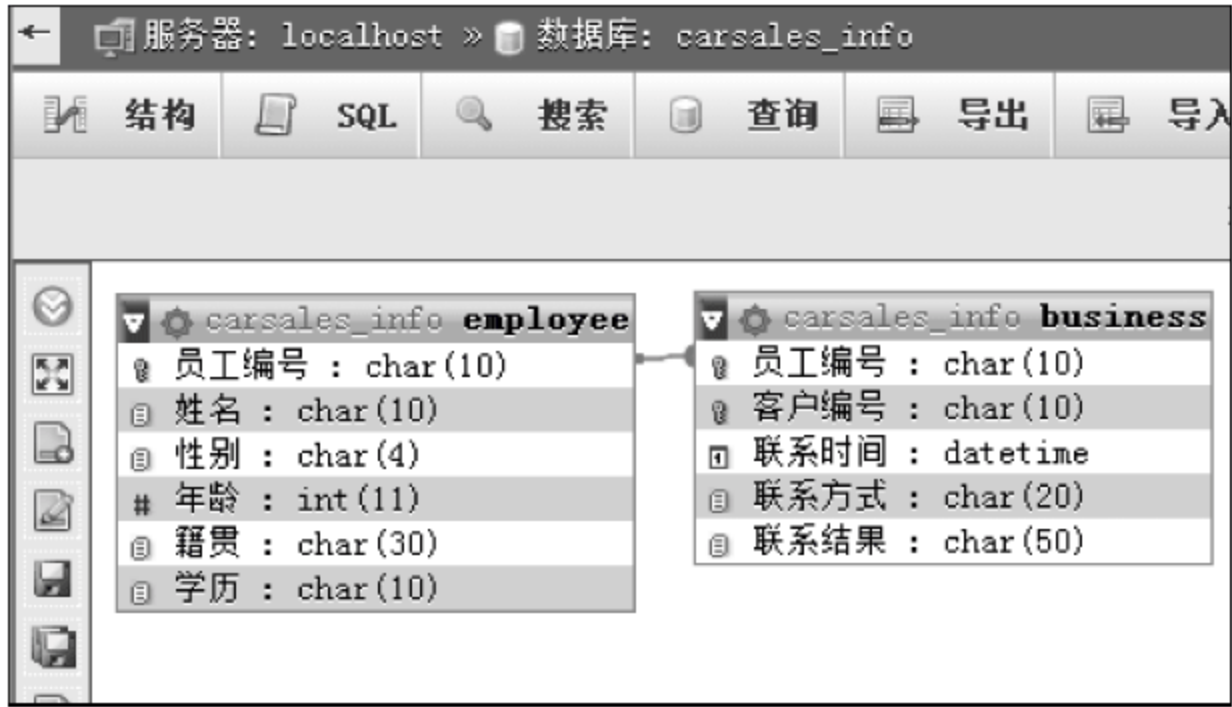 服务器: localhost » 数据库: carsales_info
结构 SQL 搜索 查询 导出 导入
carsales_info employee
员工编号 : char(10)
姓名 : char(10)
性别 : char(4)
年龄 : int(11)
籍贯 : char(30)
学历 : char(10)
carsales_info business
员工编号 : char(10)
客户编号 : char(10)
联系时间 : datetime
联系方式 : char(20)
联系结果 : char(50)